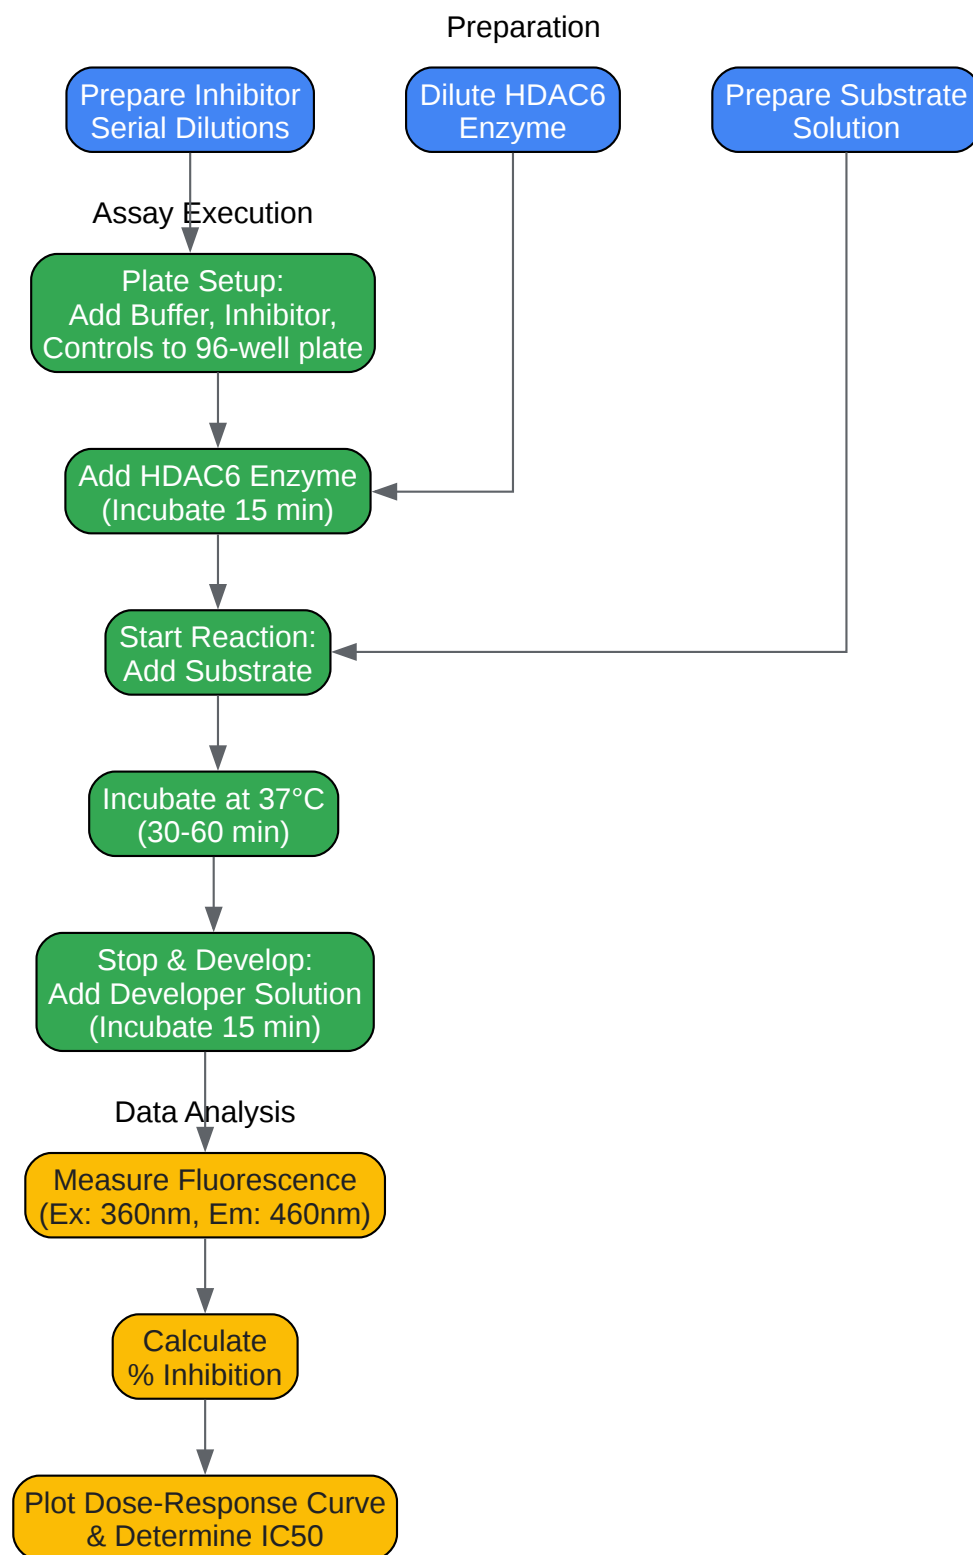 Preparation
Prepare Inhibitor
Serial Dilutions
Dilute HDAC6
Enzyme
Prepare Substrate
Solution
Assay Execution
Plate Setup:
Add Buffer, Inhibitor,
Controls to 96-well plate
Add HDAC6 Enzyme
(Incubate 15 min)
Start Reaction:
Add Substrate
Incubate at 37°C
(30-60 min)
Stop & Develop:
Add Developer Solution
(Incubate 15 min)
Data Analysis
Measure Fluorescence
(Ex: 360nm, Em: 460nm)
Calculate
% Inhibition
Plot Dose-Response Curve
& Determine IC50